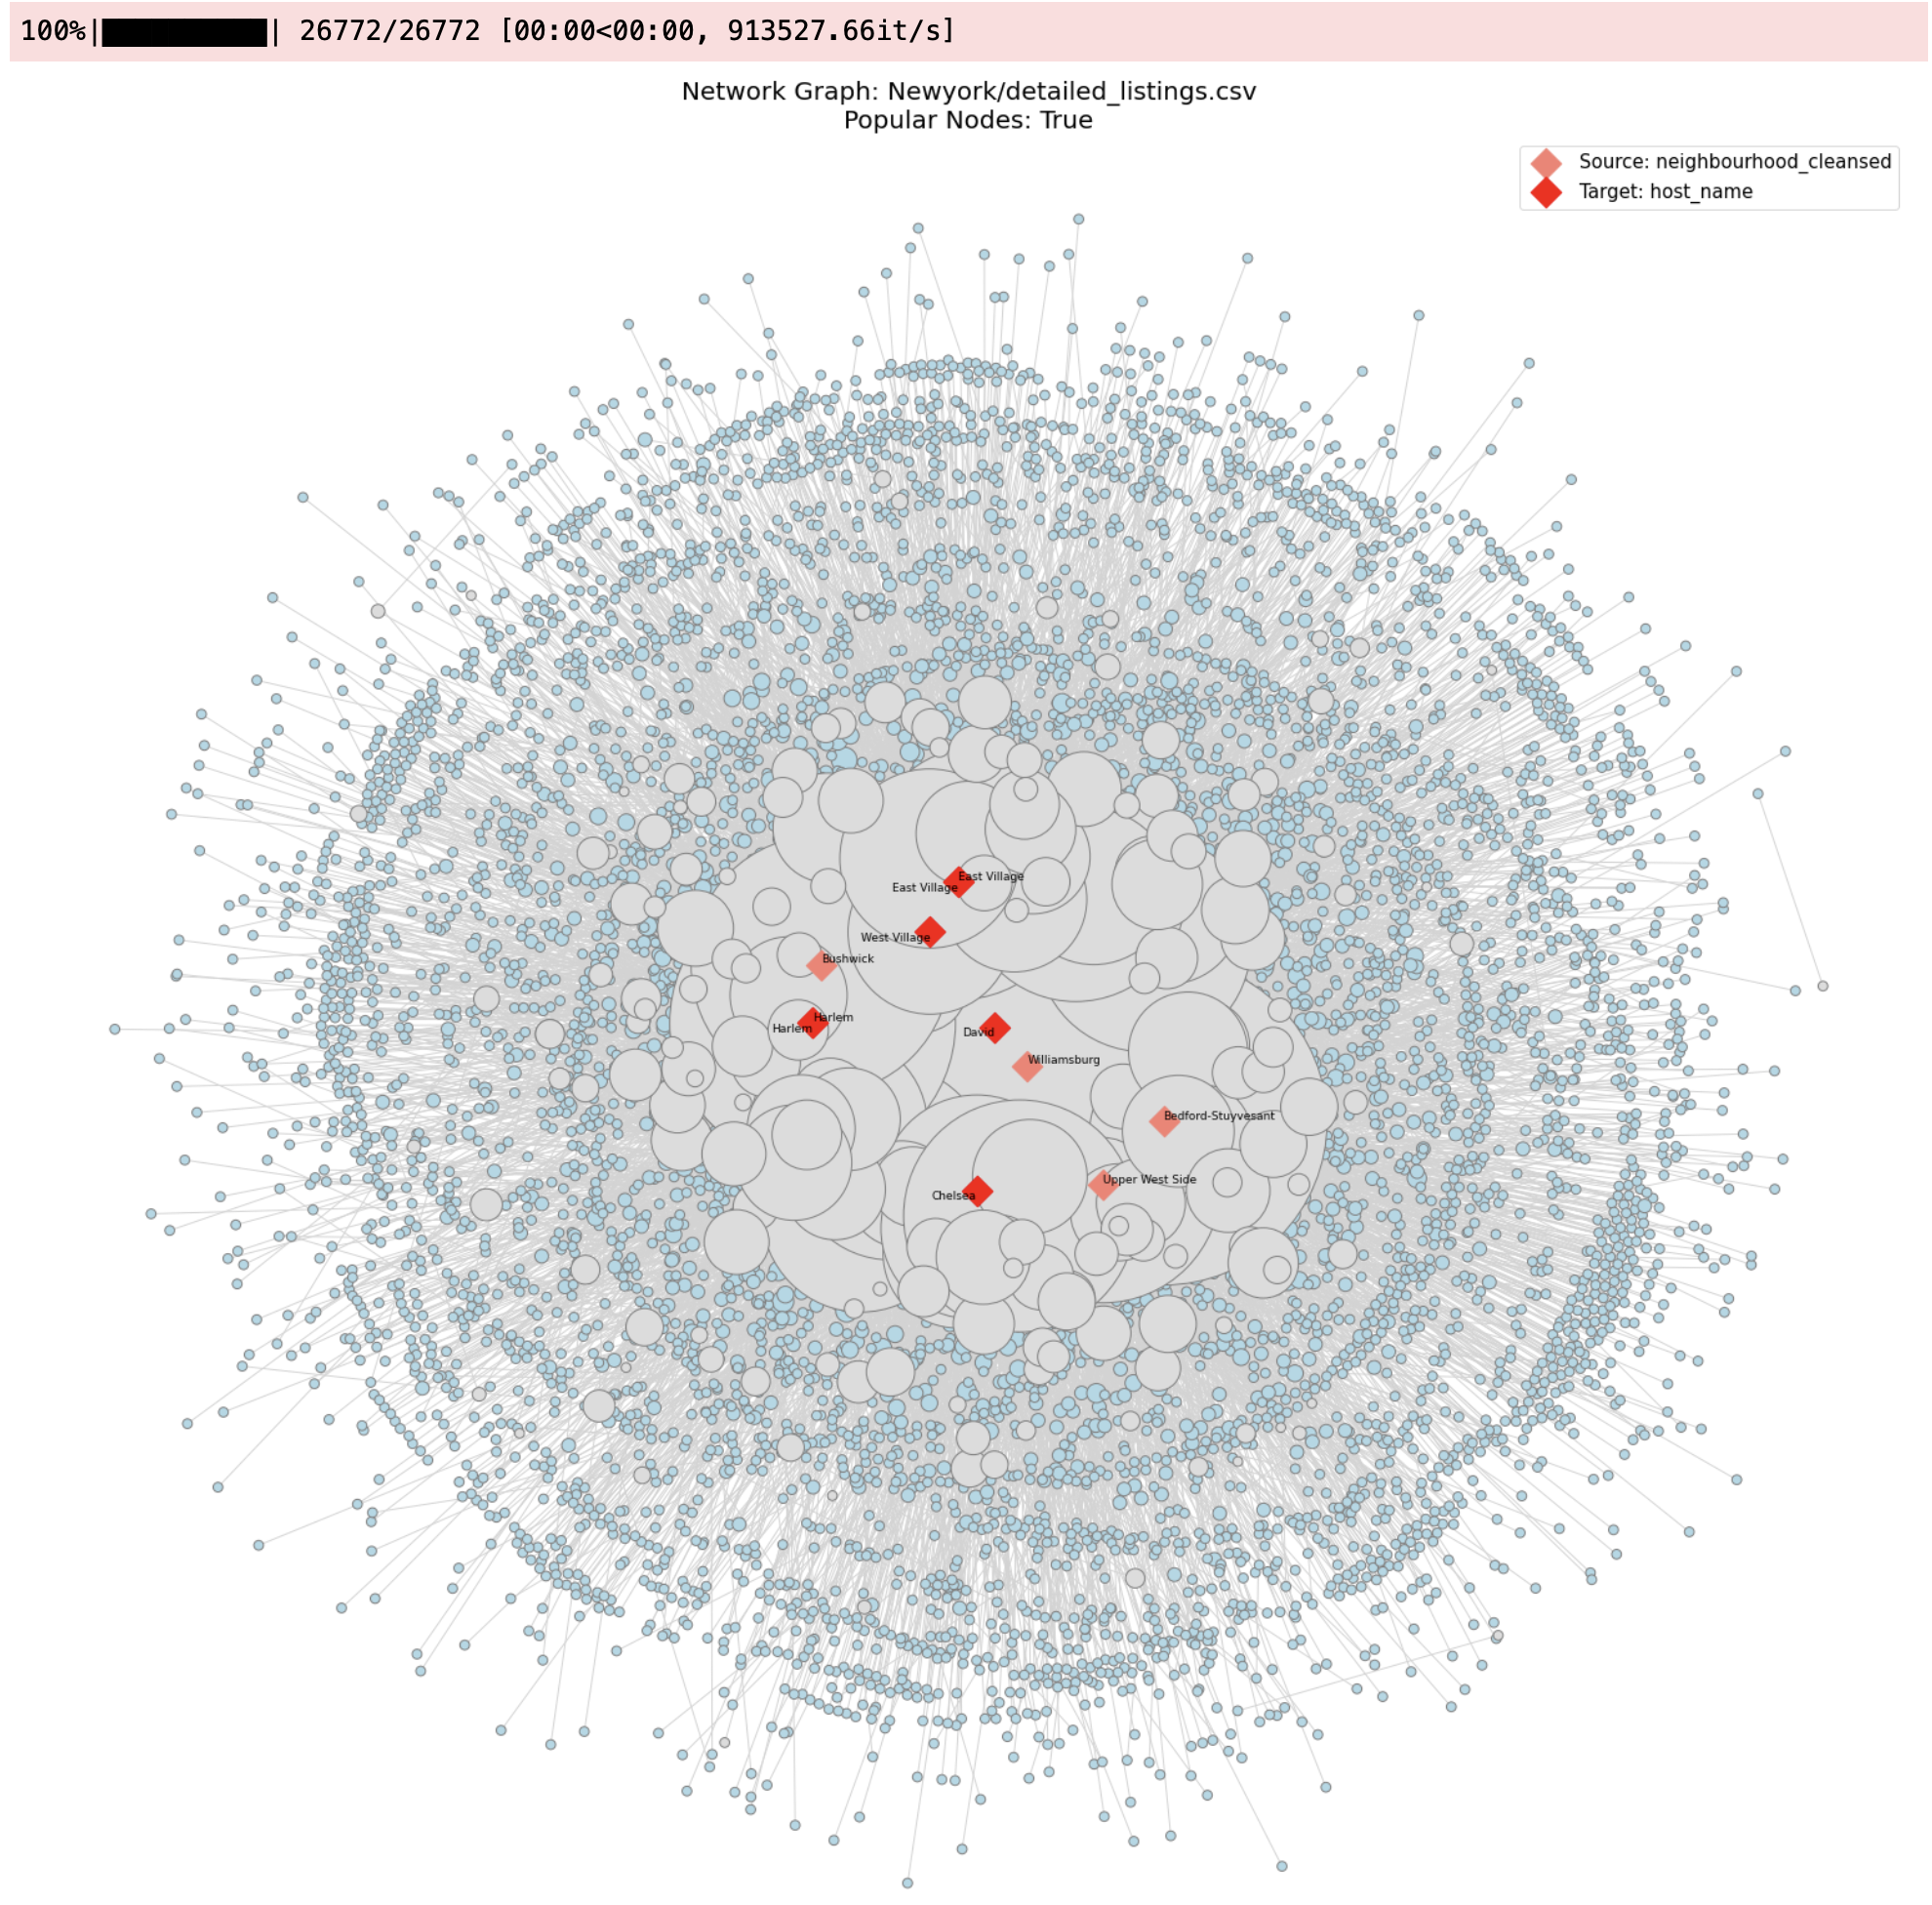 100%|██████████| 26772/26772 [00:00<00:00, 913527.66it/s]
Network Graph: Newyork/detailed_listings.csv
Popular Nodes: True
Source: neighbourhood_cleansed
Target: host_name
East Village
East Village
West Village
Bushwick
Harlem
Harlem
David
Williamsburg
Bedford-Stuyvesant
Upper West Side
Chelsea